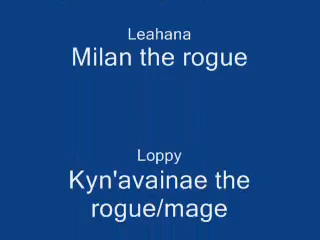 Leahana
Milan the rogue
Loppy
Kyn'avainae the
rogue/mage